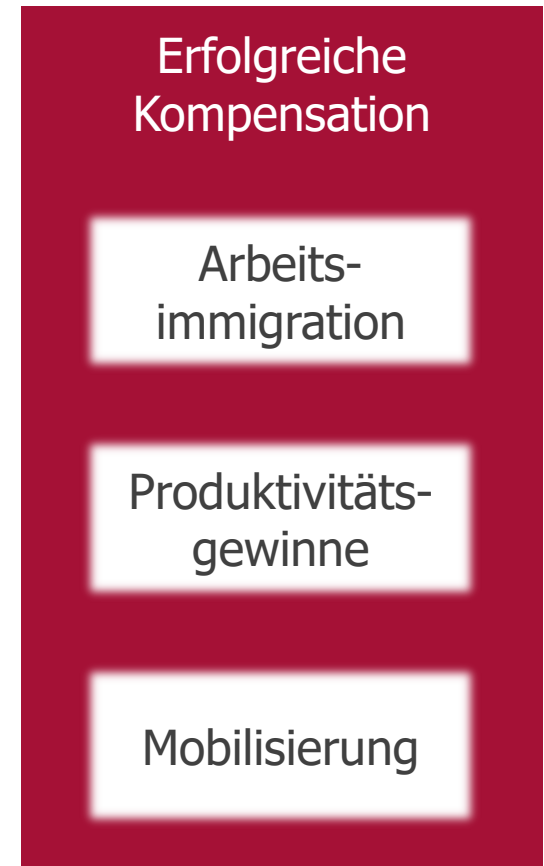 Erfolgreiche
Kompensation
Arbeits-
immigration
Produktivitäts-
gewinne
Mobilisierung